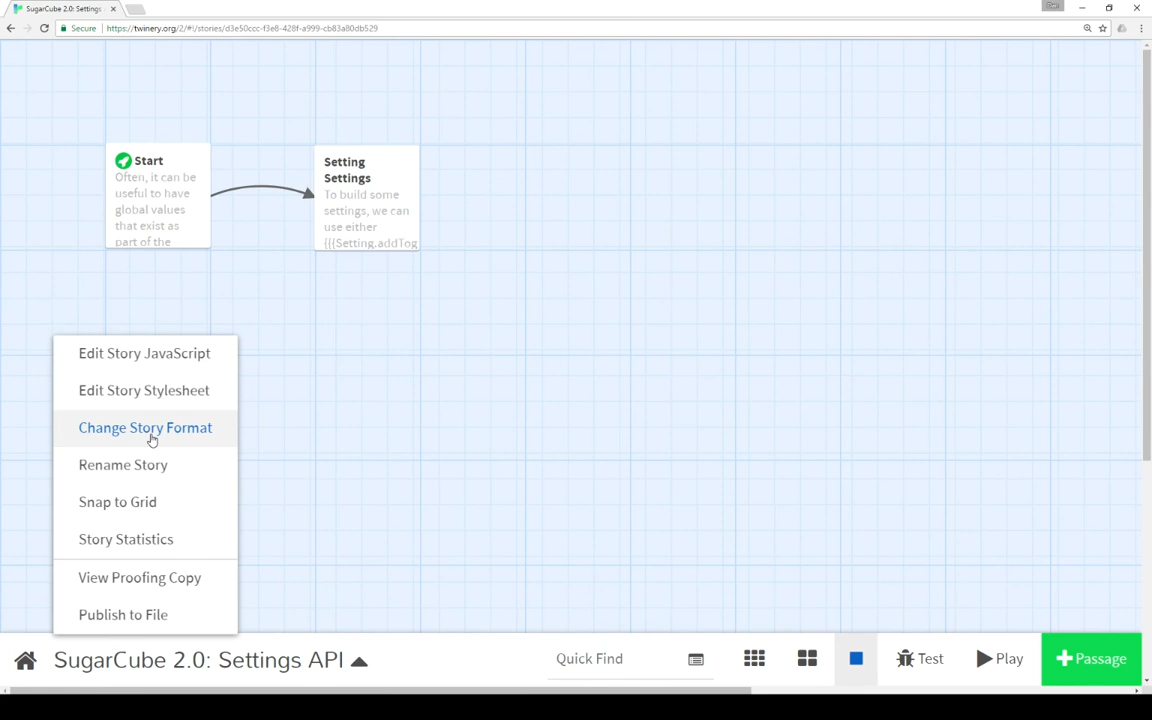 SugarCube 2.0: Settings
Secure
https://twinery.org/2/#!/stories/d3e50ccc-f3e8-428f-a999-cb83a80db529
Start
Often, it can be
useful to have
global values
that exist as
part of the
Setting
Settings
To build some
settings, we can
use either
{{{Setting.addTog
Edit Story JavaScript
Edit Story Stylesheet
Change Story Format
Rename Story
Snap to Grid
Story Statistics
View Proofing Copy
Publish to File
SugarCube 2.0: Settings API
Quick Find
Test
Play
Passage